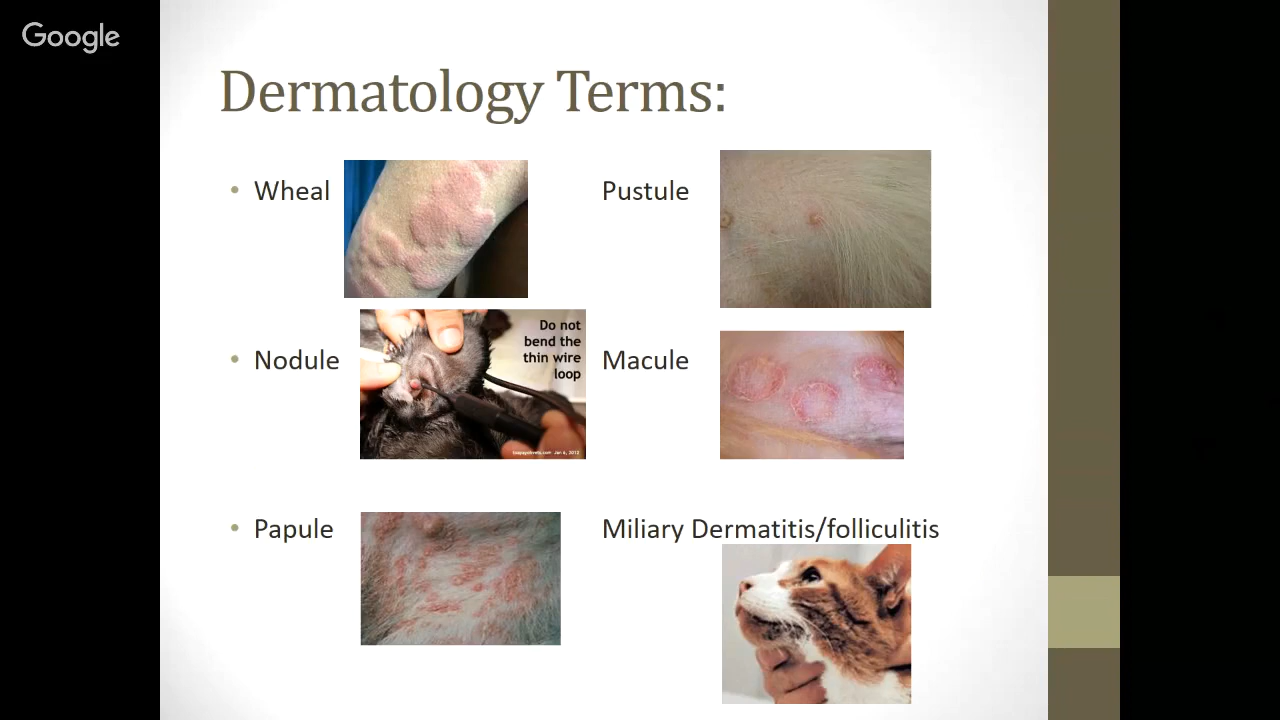 Google
Dermatology Terms:
• Wheal
Pustule
Do not
bend the
thin wire
loop
• Nodule
Macule
• Papule
Miliary Dermatitis/folliculitis